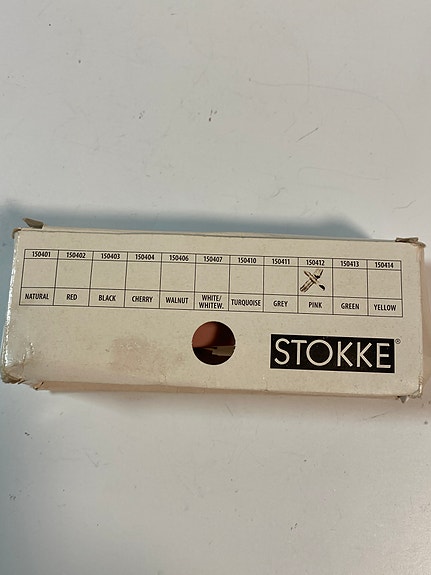 150401 150402 150403 150404 150406 150407 150410 150411 150412 150413 150414
NATURAL RED BLACK CHERRY WALNUT WHITE/ WHITEW. TURQUOISE GREY PINK GREEN YELLOW
STOKKE®